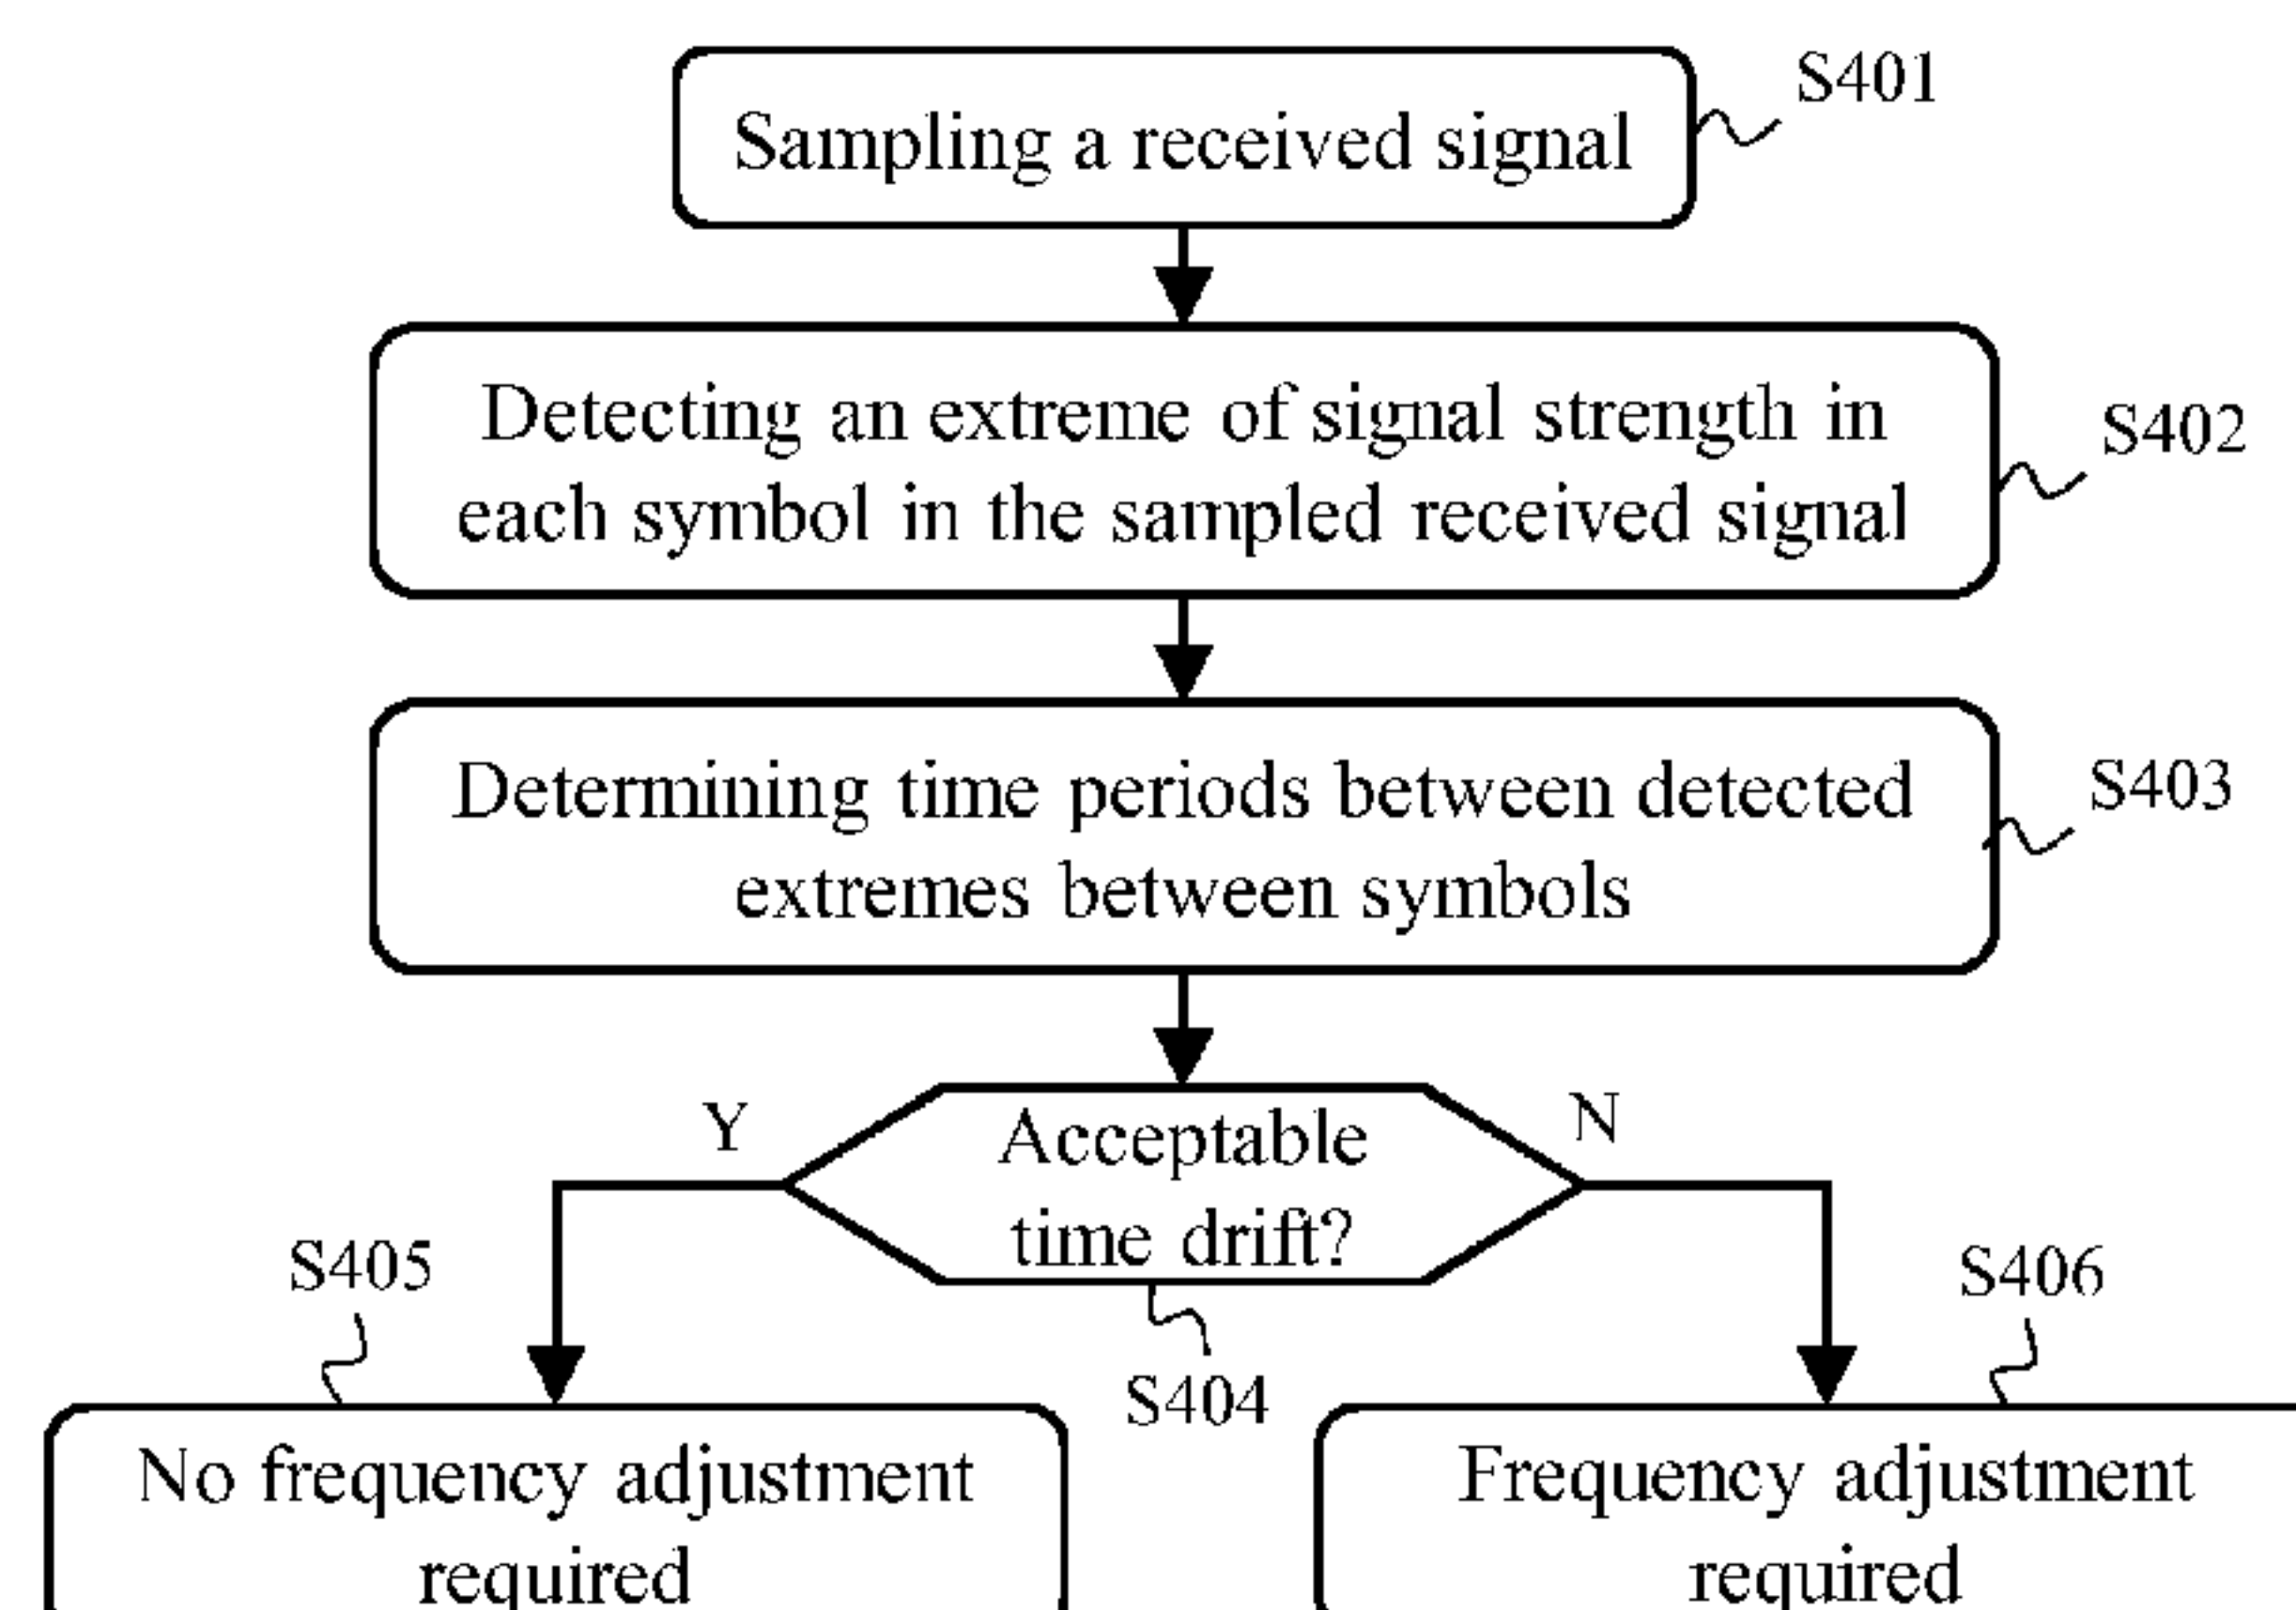 Sampling a received signal
S401
Detecting an extreme of signal strength in
each symbol in the sampled received signal
S402
Determining time periods between detected
extremes between symbols
S403
Y
Acceptable
time drift?
N
S404
S405
No frequency adjustment
required
S406
Frequency adjustment
required